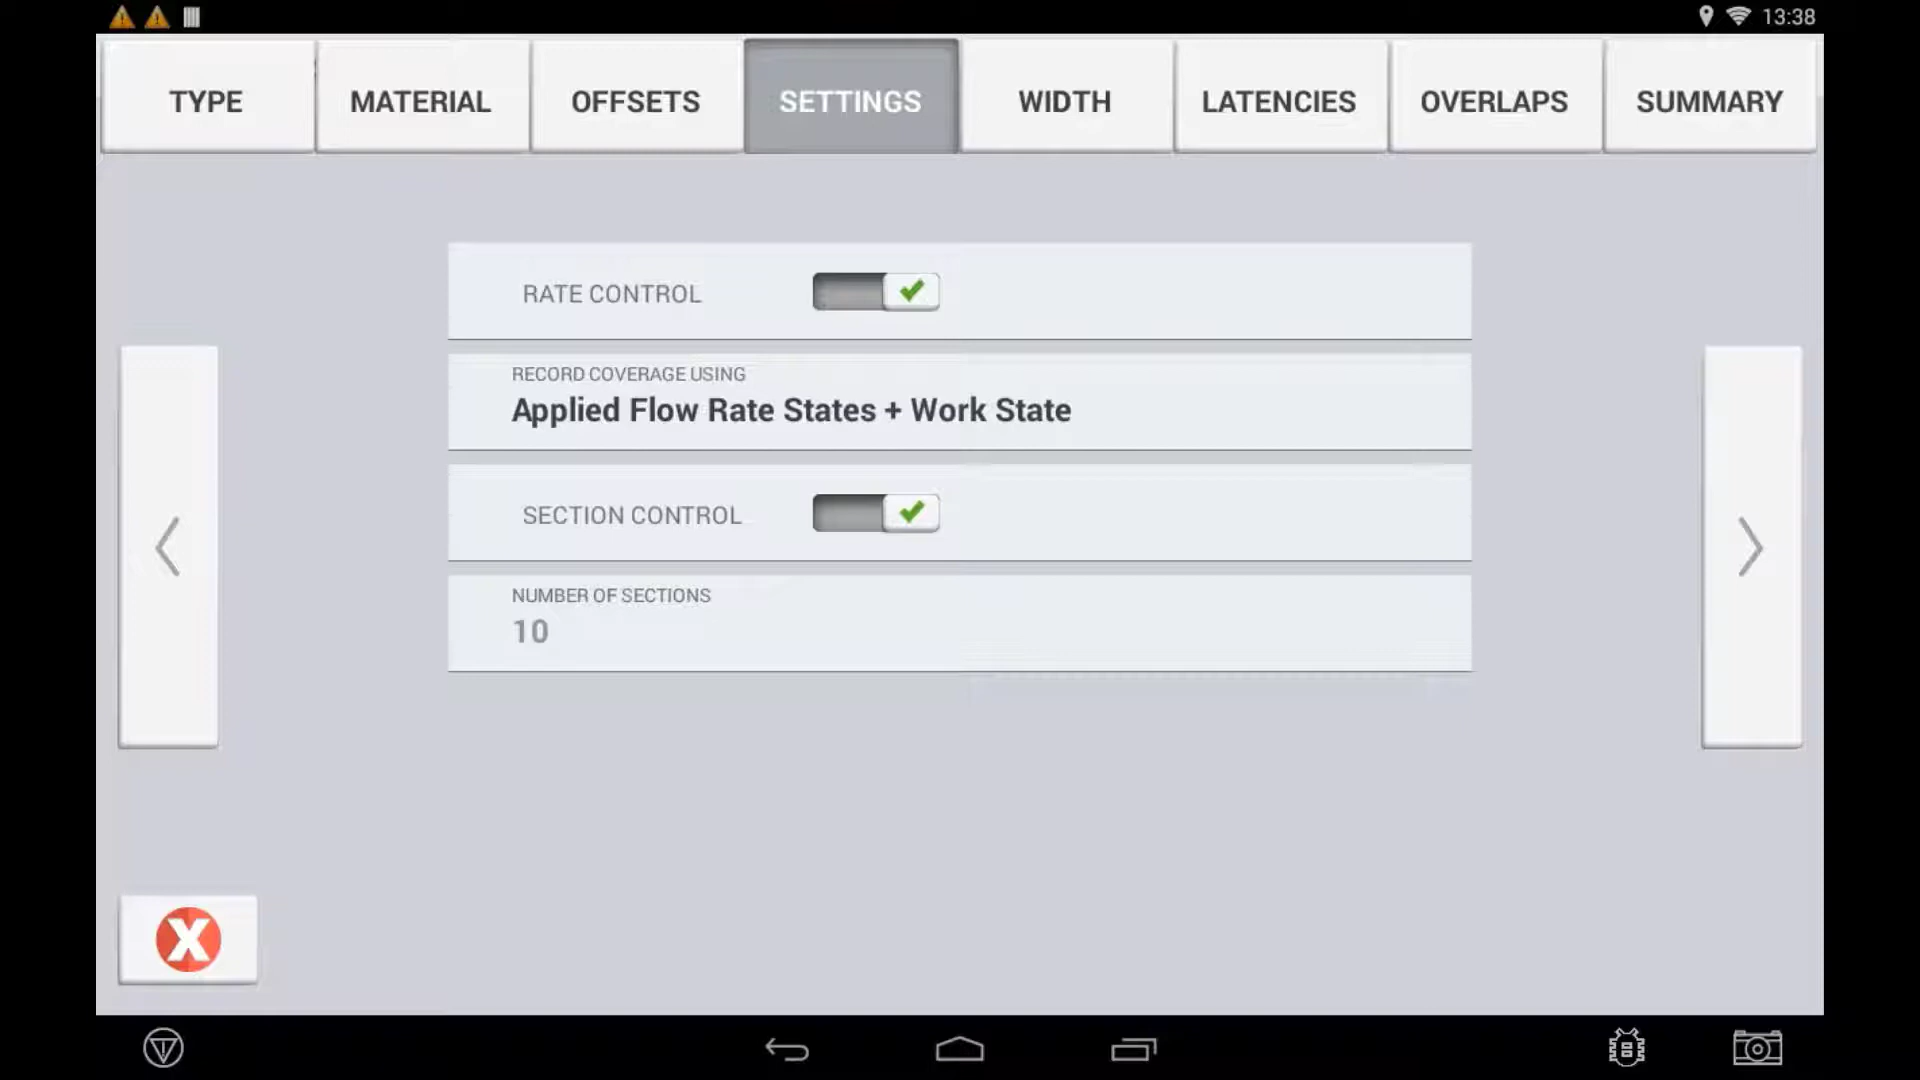 13:38
TYPE
MATERIAL
OFFSETS
SETTINGS
WIDTH
LATENCIES
OVERLAPS
SUMMARY
RATE CONTROL
RECORD COVERAGE USING
Applied Flow Rate States + Work State
SECTION CONTROL
NUMBER OF SECTIONS
10
X